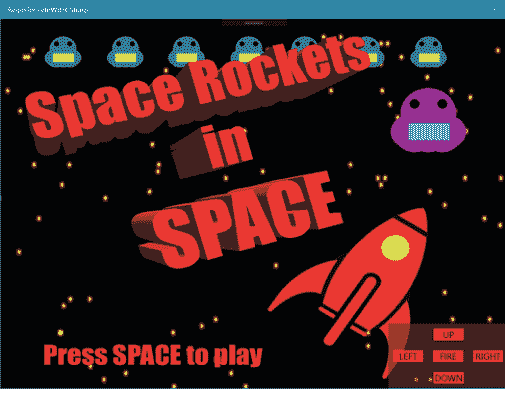 Space Rockets
in
SPACE
Press SPACE to play
UP
LEFT FIRE RIGHT
DOWN